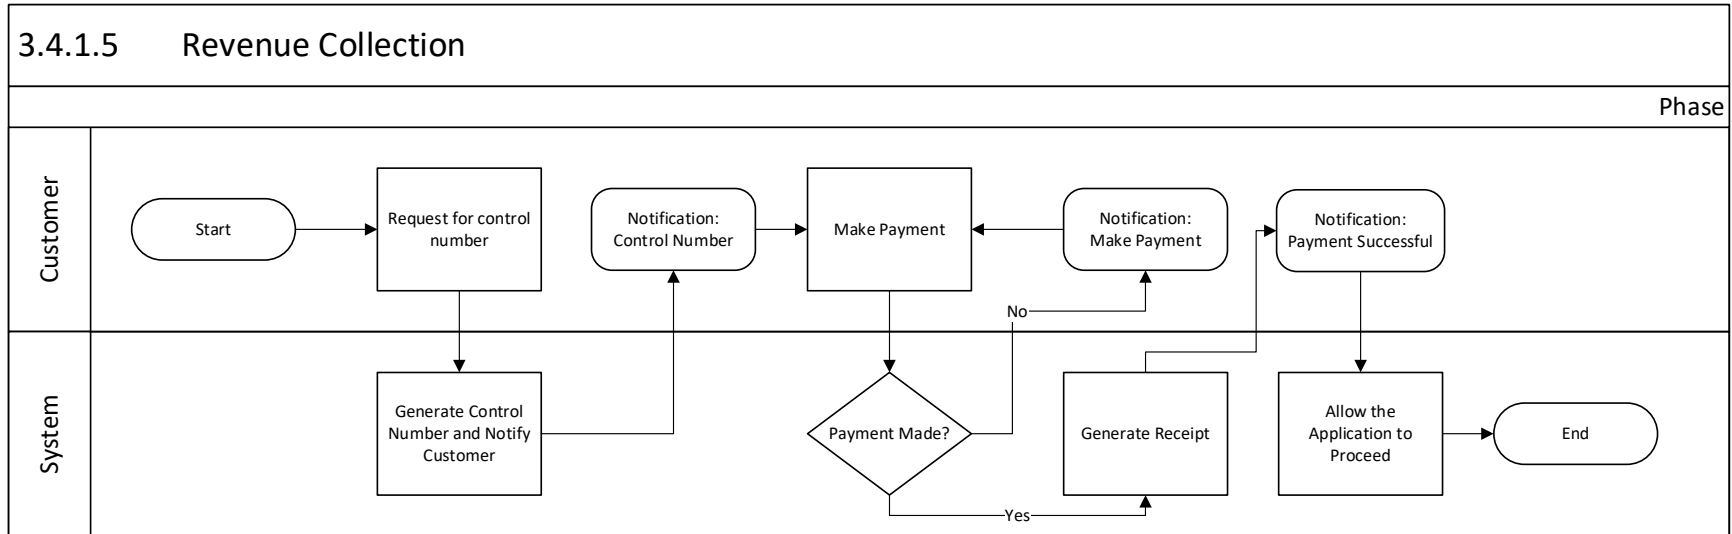 3.4.1.5 Revenue Collection
Phase
Customer
Start
Request for control
number
Notification:
Control Number
Make Payment
Notification:
Make Payment
Notification:
Payment Successful
No
System
Generate Control
Number and Notify
Customer
Payment Made?
Generate Receipt
Allow the
Application to
Proceed
End
Yes